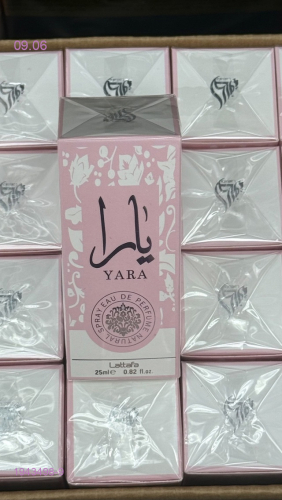 09.06
يارا
YARA
NATURAL SPRAY EAU DE PERFUME
Lattafa
25ml e 0.82 fl.oz.